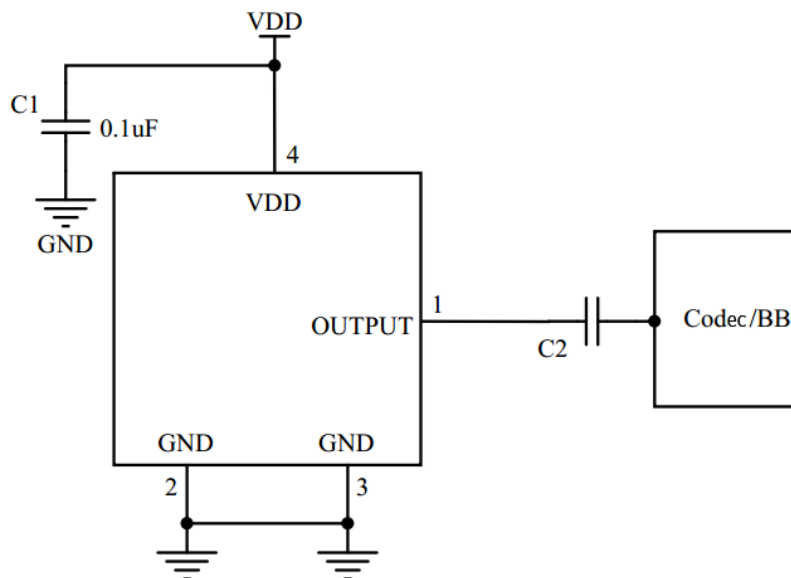 VDD
C1
0.1uF
4
GND
VDD
1
OUTPUT
C2
Codec/BB
GND
GND
2
3